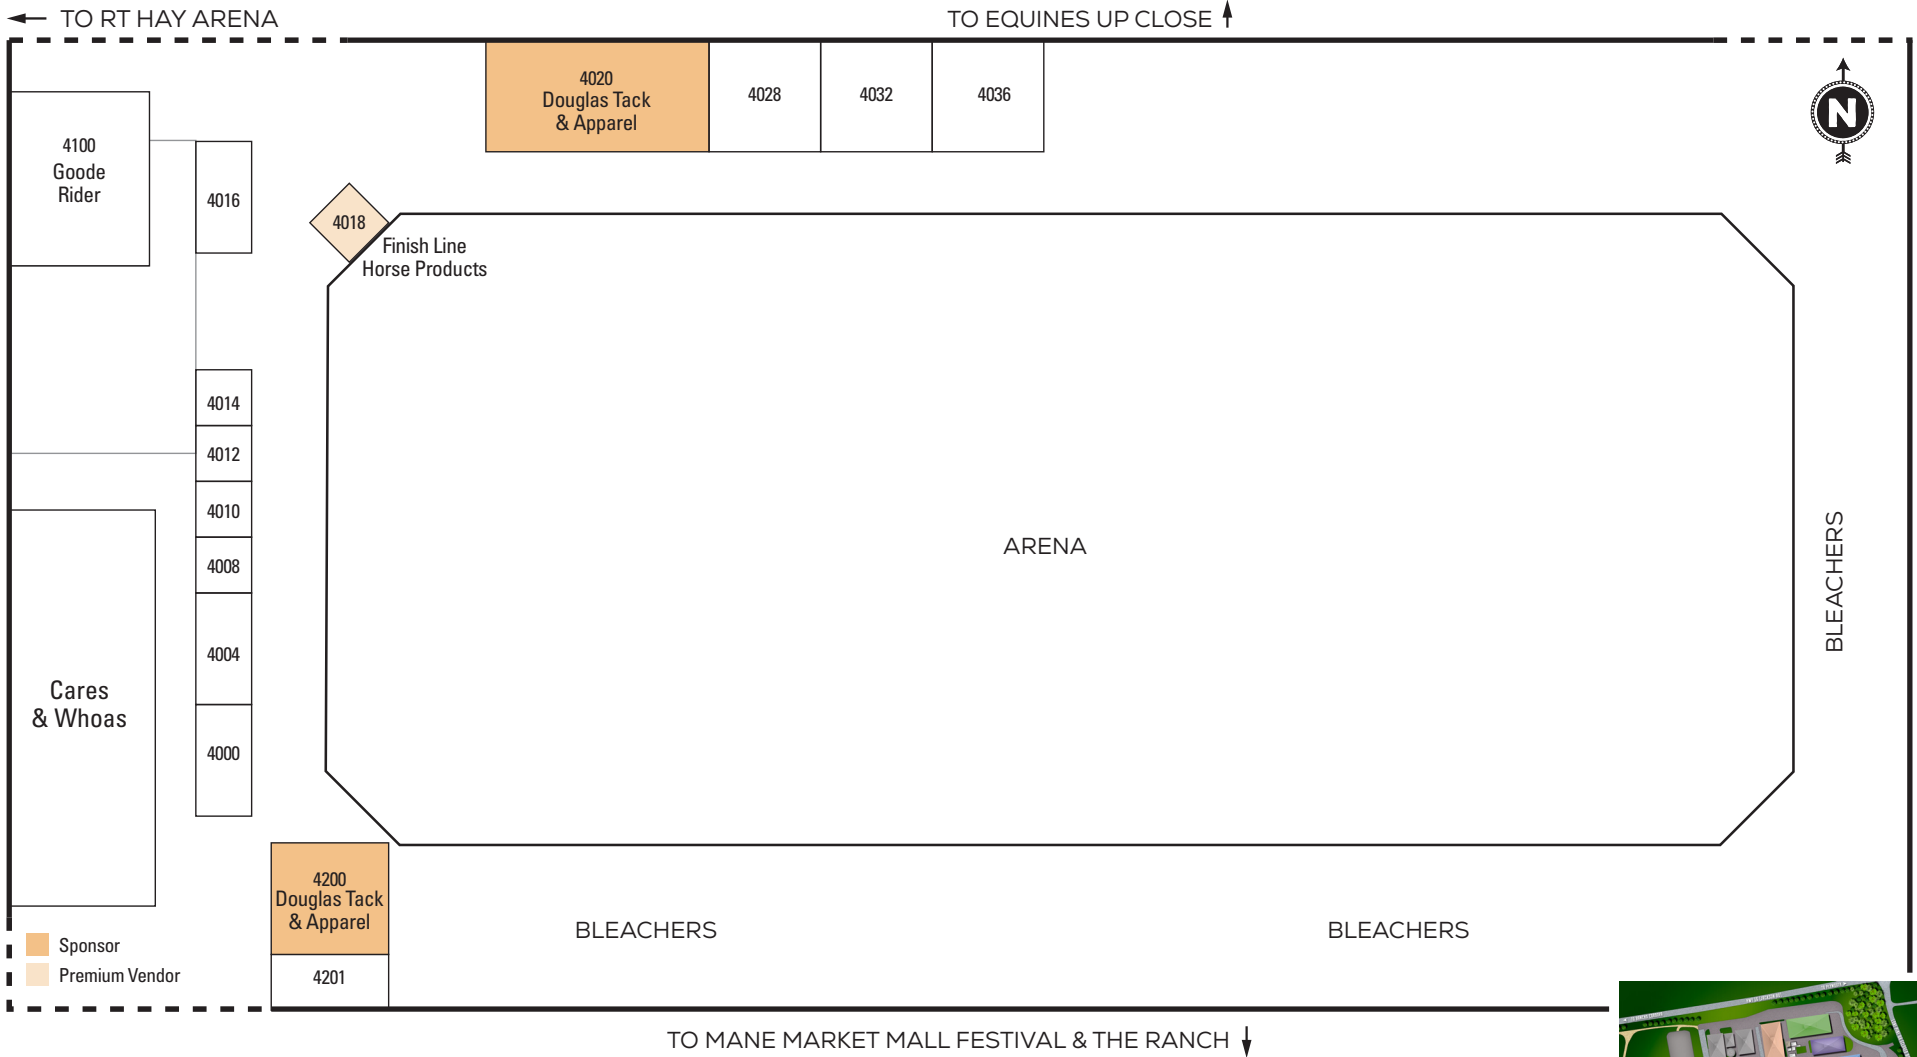 TO RT HAY ARENA
TO EQUINES UP CLOSE
4020
Douglas Tack
& Apparel
4028
4032
4036
N
4100
Goode
Rider
4016
4018
Finish Line
Horse Products
4014
4012
4010
4008
4004
4000
Cares
& Whoas
ARENA
BLEACHERS
4200
Douglas Tack
& Apparel
4201
BLEACHERS
BLEACHERS
Sponsor
Premium Vendor
TO MANE MARKET MALL FESTIVAL & THE RANCH